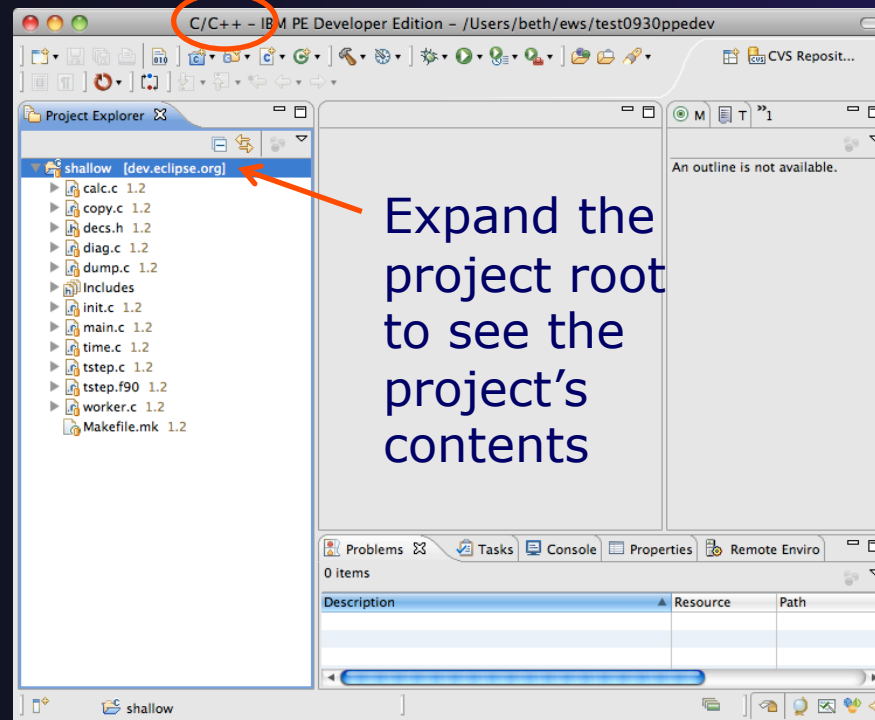 C/C++ – IBM PE Developer Edition – /Users/beth/ews/test0930ppedev
CVS Reposit...
Project Explorer
M
T
»1
shallow [dev.eclipse.org]
calc.c 1.2
copy.c 1.2
decs.h 1.2
diag.c 1.2
dump.c 1.2
Includes
init.c 1.2
main.c 1.2
time.c 1.2
tstep.c 1.2
tstep.f90 1.2
worker.c 1.2
Makefile.mk 1.2
An outline is not available.
Expand the
project root
to see the
project’s
contents
Problems
Tasks
Console
Properties
Remote Enviro
0 items
Description
Resource
Path
shallow